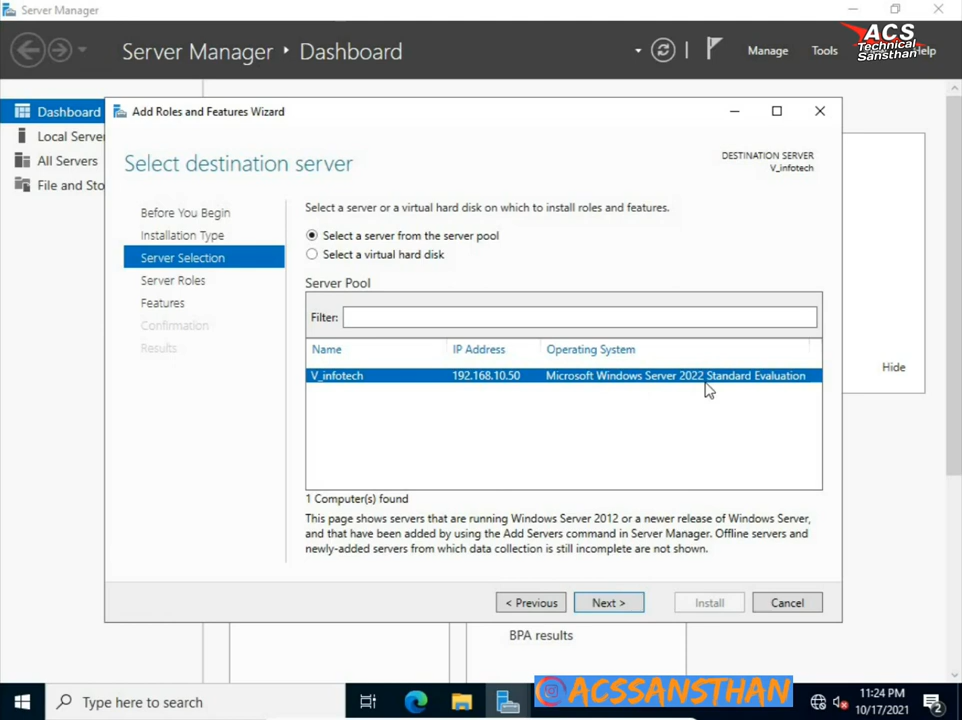 Server Manager
Server Manager • Dashboard
Manage
Tools
Help
ACS
Technical
Sansthan
Dashboard
Local Server
All Servers
File and Sto
Add Roles and Features Wizard
Select destination server
DESTINATION SERVER
V_infotech
Before You Begin
Installation Type
Server Selection
Server Roles
Features
Confirmation
Results
Select a server or a virtual hard disk on which to install roles and features.
Select a server from the server pool
Select a virtual hard disk
Server Pool
Filter:
Name IP Address Operating System
V_infotech 192.168.10.50 Microsoft Windows Server 2022 Standard Evaluation
1 Computer(s) found
This page shows servers that are running Windows Server 2012 or a newer release of Windows Server,
and that have been added by using the Add Servers command in Server Manager. Offline servers and
newly-added servers from which data collection is still incomplete are not shown.
< Previous
Next >
Install
Cancel
Hide
BPA results
Type here to search
@ACSSANSTHAN
11:24 PM
10/17/2021
2